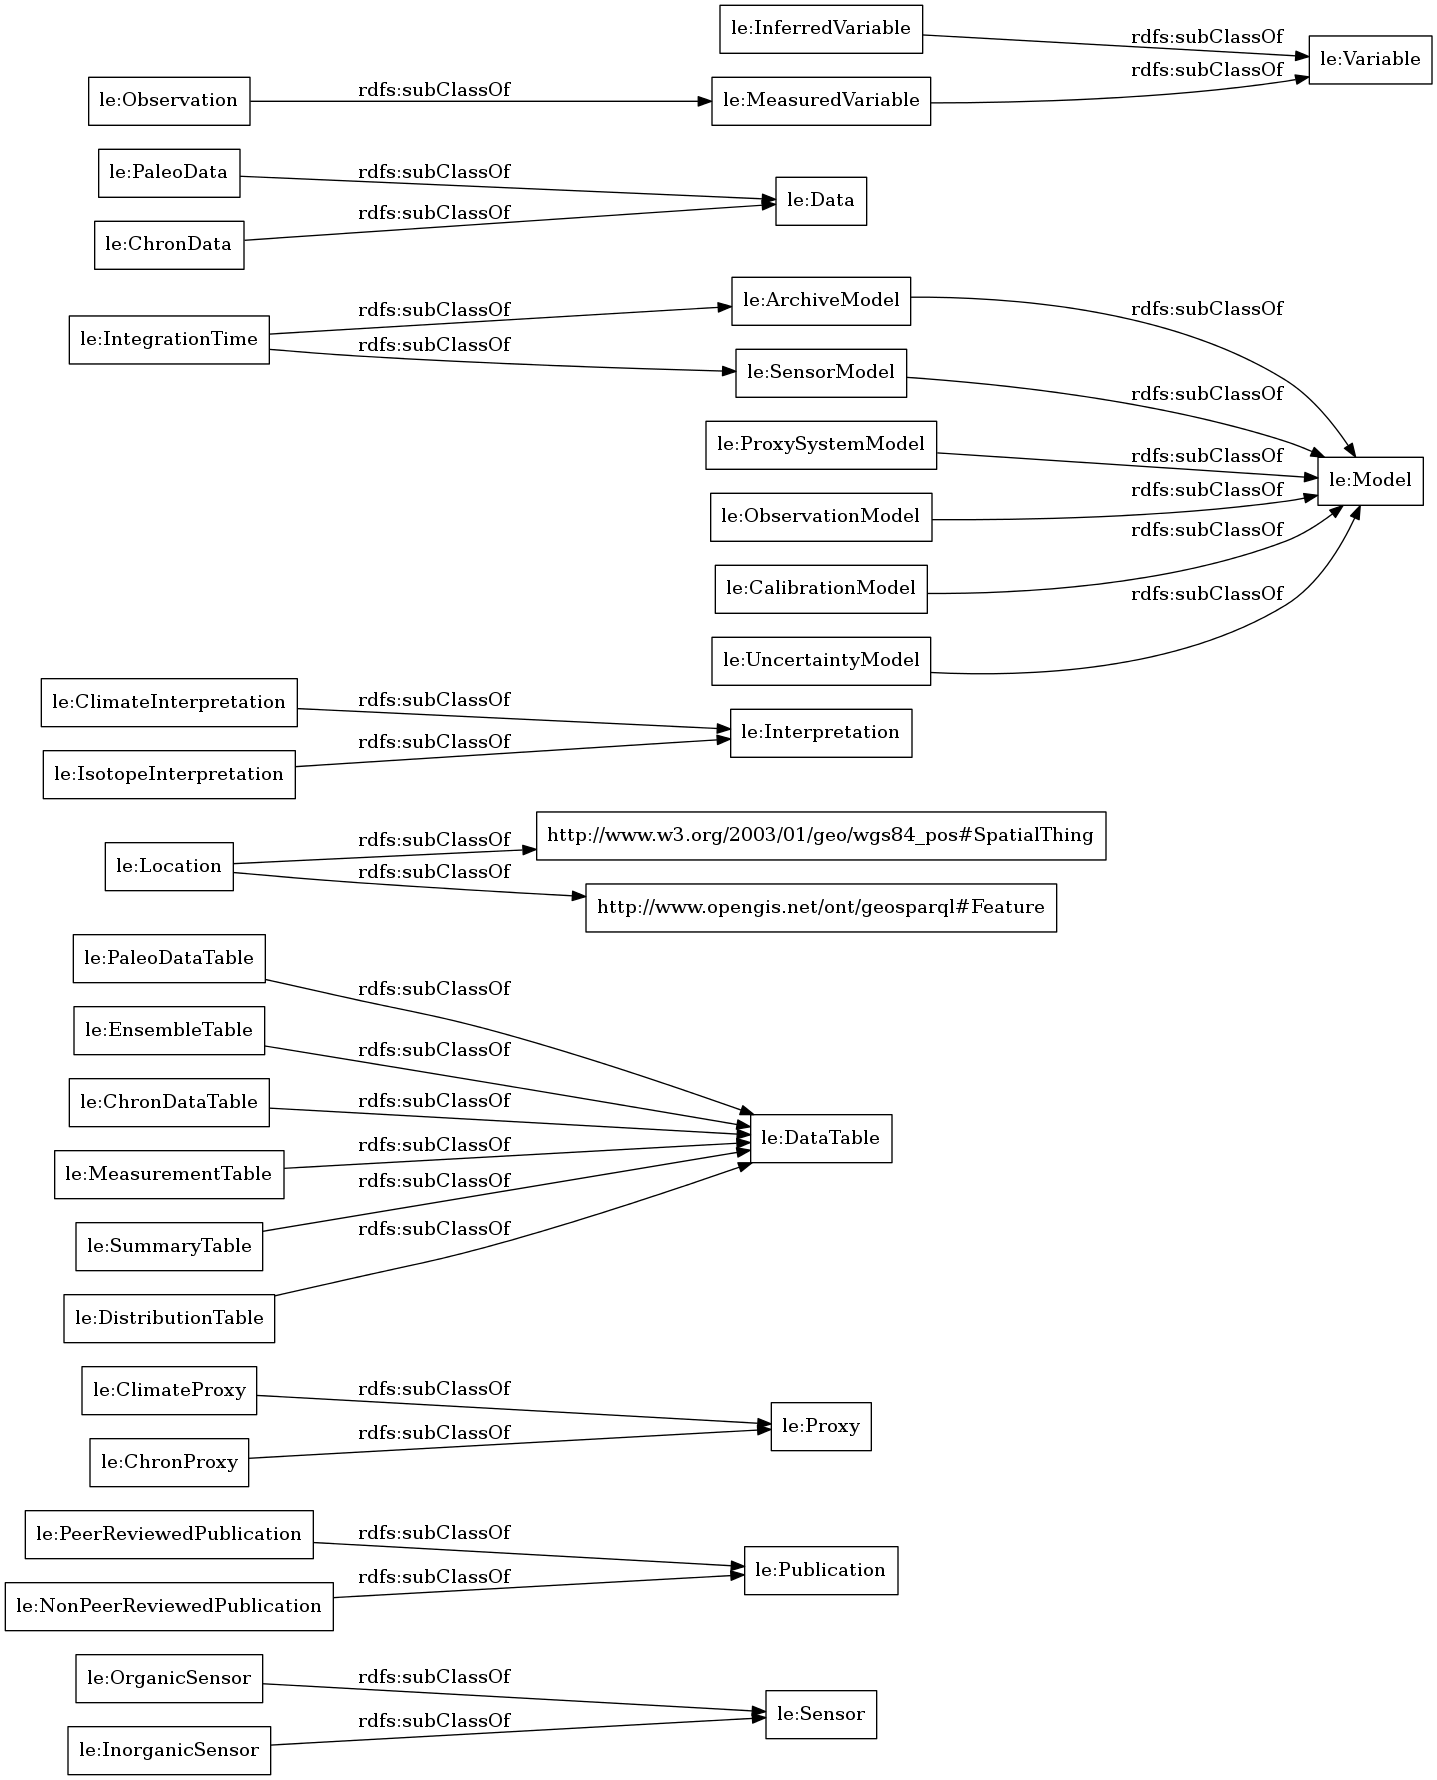 le:InferredVariable
rdfs:subClassOf
le:Variable
rdfs:subClassOf
le:Observation
rdfs:subClassOf
le:MeasuredVariable
le:PaleoData
rdfs:subClassOf
le:Data
rdfs:subClassOf
le:ChronData
le:ArchiveModel
rdfs:subClassOf
rdfs:subClassOf
le:IntegrationTime
rdfs:subClassOf
le:SensorModel
rdfs:subClassOf
le:ProxySystemModel
rdfs:subClassOf
le:Model
rdfs:subClassOf
le:ObservationModel
rdfs:subClassOf
le:CalibrationModel
rdfs:subClassOf
le:UncertaintyModel
le:ClimateInterpretation
rdfs:subClassOf
le:Interpretation
rdfs:subClassOf
le:IsotopeInterpretation
rdfs:subClassOf
http://www.w3.org/2003/01/geo/wgs84_pos#SpatialThing
le:Location
rdfs:subClassOf
http://www.opengis.net/ont/geosparql#Feature
le:PaleoDataTable
rdfs:subClassOf
le:EnsembleTable
rdfs:subClassOf
le:ChronDataTable
rdfs:subClassOf
le:DataTable
rdfs:subClassOf
le:MeasurementTable
rdfs:subClassOf
le:SummaryTable
rdfs:subClassOf
le:DistributionTable
le:ClimateProxy
rdfs:subClassOf
le:Proxy
rdfs:subClassOf
le:ChronProxy
le:PeerReviewedPublication
rdfs:subClassOf
le:Publication
rdfs:subClassOf
le:NonPeerReviewedPublication
le:OrganicSensor
rdfs:subClassOf
le:Sensor
rdfs:subClassOf
le:InorganicSensor